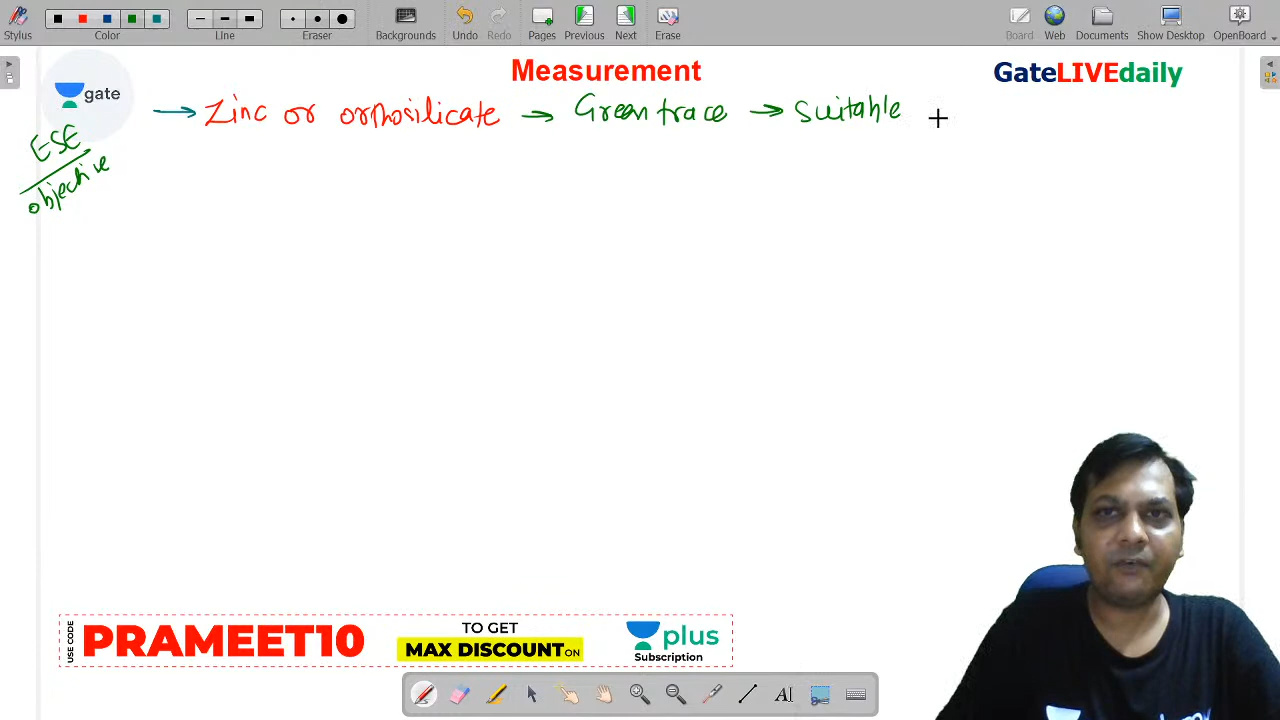 Stylus Color Line Eraser Backgrounds Undo Redo Pages Previous Next Erase Board Web Documents Show Desktop OpenBoard
Measurement
GateLIVEdaily
gate
→ Zinc or orthosilicate → Green trace → Suitable
ESE
objective
USE CODE
PRAMEET10
TO GET
MAX DISCOUNT ON
plus
Subscription